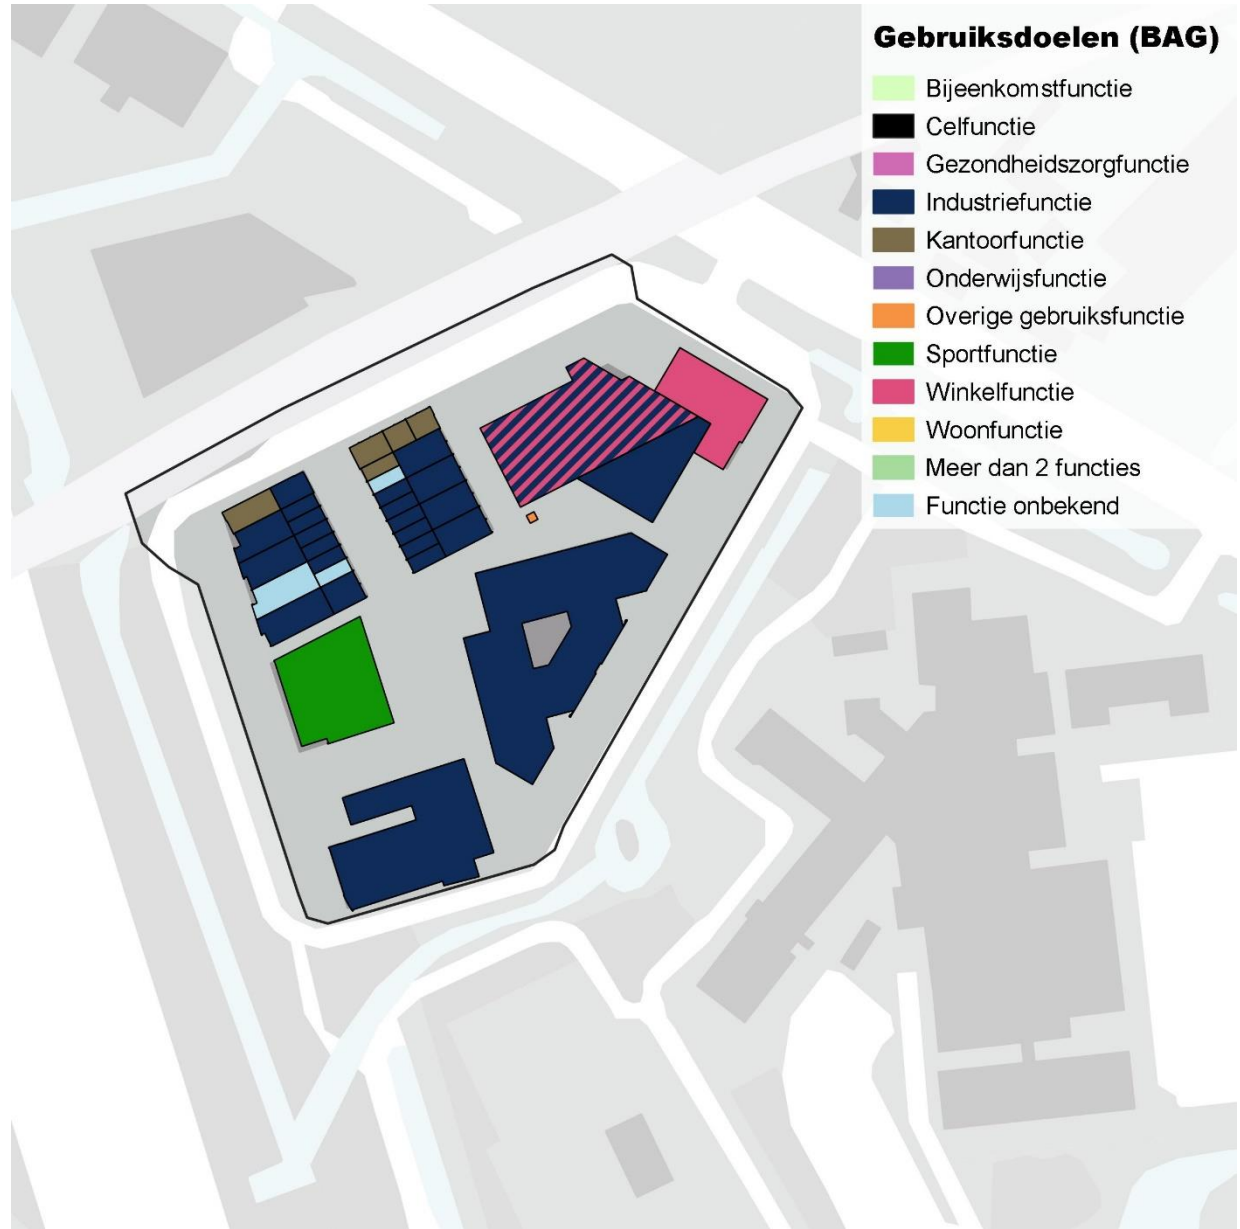 Gebruiksdoelen (BAG)
Bijeenkomstfunctie
Celfunctie
Gezondheidszorgfunctie
Industriefunctie
Kantoorfunctie
Onderwijsfunctie
Overige gebruiksfunctie
Sportfunctie
Winkelfunctie
Woonfunctie
Meer dan 2 functies
Functie onbekend